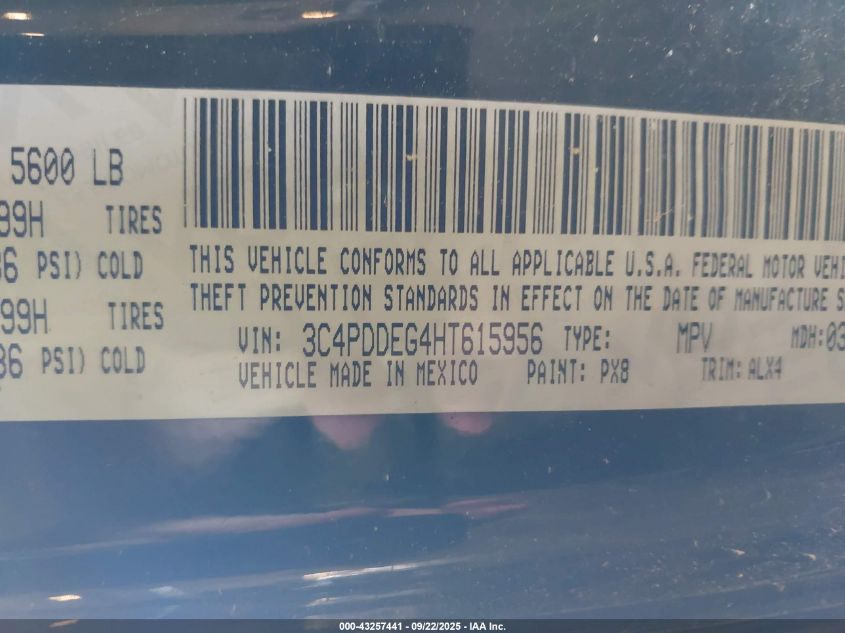 5600 LB
99H TIRES
36 PSI) COLD
99H TIRES
36 PSI) COLD
THIS VEHICLE CONFORMS TO ALL APPLICABLE U.S.A. FEDERAL MOTOR VEHI
THEFT PREVENTION STANDARDS IN EFFECT ON THE DATE OF MANUFACTURE S
VIN: 3C4PDDEG4HT615956 TYPE: MPV MDH:03
VEHICLE MADE IN MEXICO PAINT: PX8 TRIM: ALX4
000-43257441 - 09/22/2025 - IAA Inc.